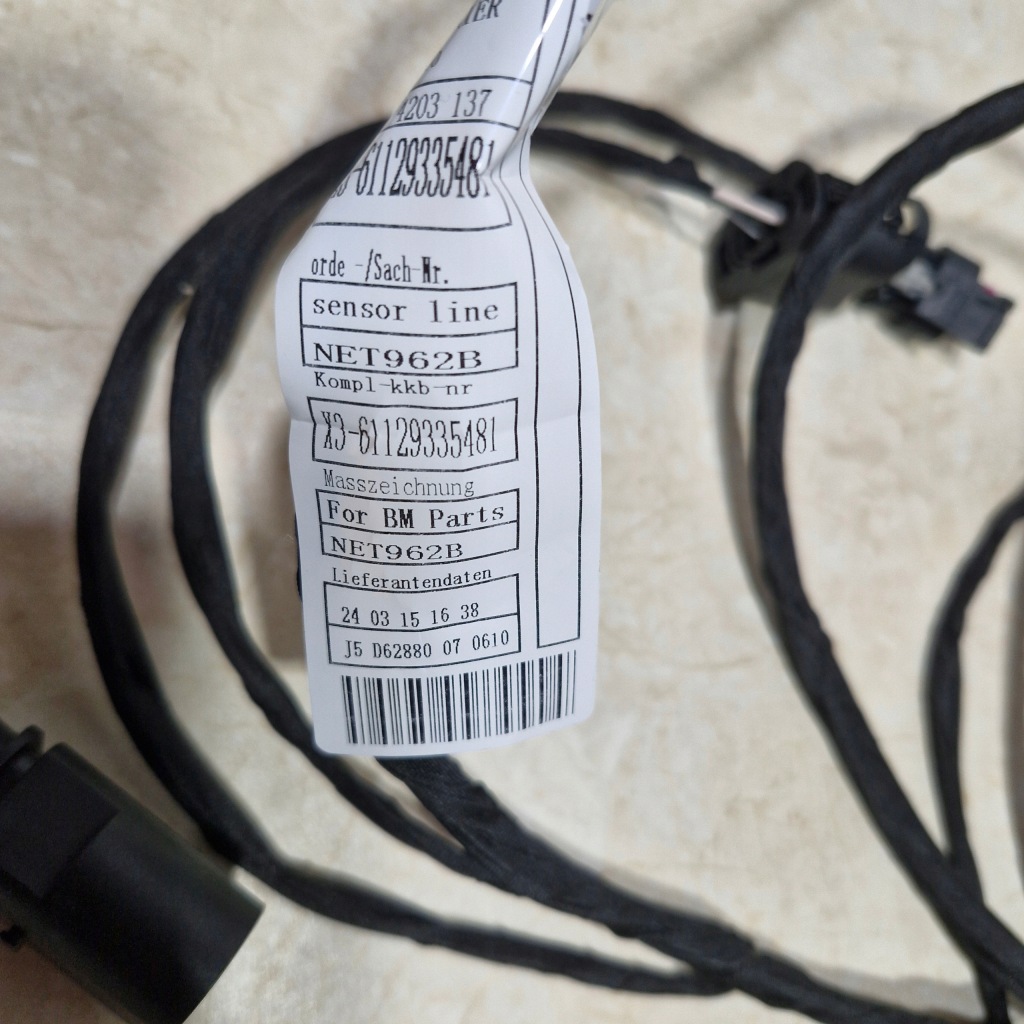 4203 137
3-61129335481
orde -/Sach-Nr.
sensor line
NET962B
Kompl-kkb-nr
X3-61129335481
Masszeichnung
For BM Parts
NET962B
Lieferantendaten
24 03 15 16 38
J5 D62880 07 0610